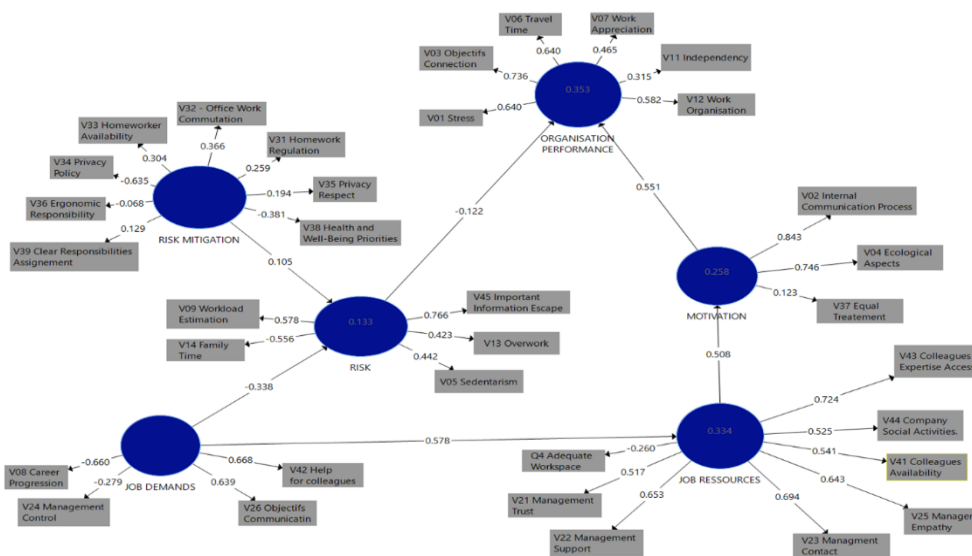 V06 Travel
Time
V07 Work
Appreciation
V03 Objectifs
Connection
0.640
0.465
V11 Independency
0.736
0.315
0.353
V01 Stress
0.640
0.582
V12 Work
Organisation
ORGANISATION
PERFORMANCE
V32 - Office Work
Commutation
V33 Homeworker
Availability
V31 Homework
Regulation
0.366
0.304
0.259
V34 Privacy
Policy
-0.635
0.194
V35 Privacy
Respect
V36 Ergonomic
Responsibility
-0.068
-0.381
V38 Health and
Well-Being Priorities
0.129
V39 Clear Responsibilities
Assignement
RISK MITIGATION
-0.122
0.551
0.105
V02 Internal
Communication Process
0.843
0.746
V04 Ecological
Aspects
0.258
0.123
V37 Equal
Treatement
MOTIVATION
V09 Workload
Estimation
0.578
V45 Important
Information Escape
0.766
0.133
0.423
V13 Overwork
V14 Family
Time
-0.556
0.442
V05 Sedentarism
RISK
0.508
-0.338
V43 Colleagues
Expertise Access
0.724
0.578
0.334
0.525
V44 Company
Social Activities.
V08 Career
Progression
-0.660
0.668
V42 Help
for colleagues
Q4 Adequate
Workspace
-0.260
0.541
V41 Colleagues
Availability
JOB DEMANDS
JOB RESSOURCES
-0.279
0.639
V24 Management
Control
V26 Objectifs
Communicatin
0.517
V21 Management
Trust
0.653
0.694
0.643
V25 Manager
Empathy
V22 Management
Support
V23 Managment
Contact